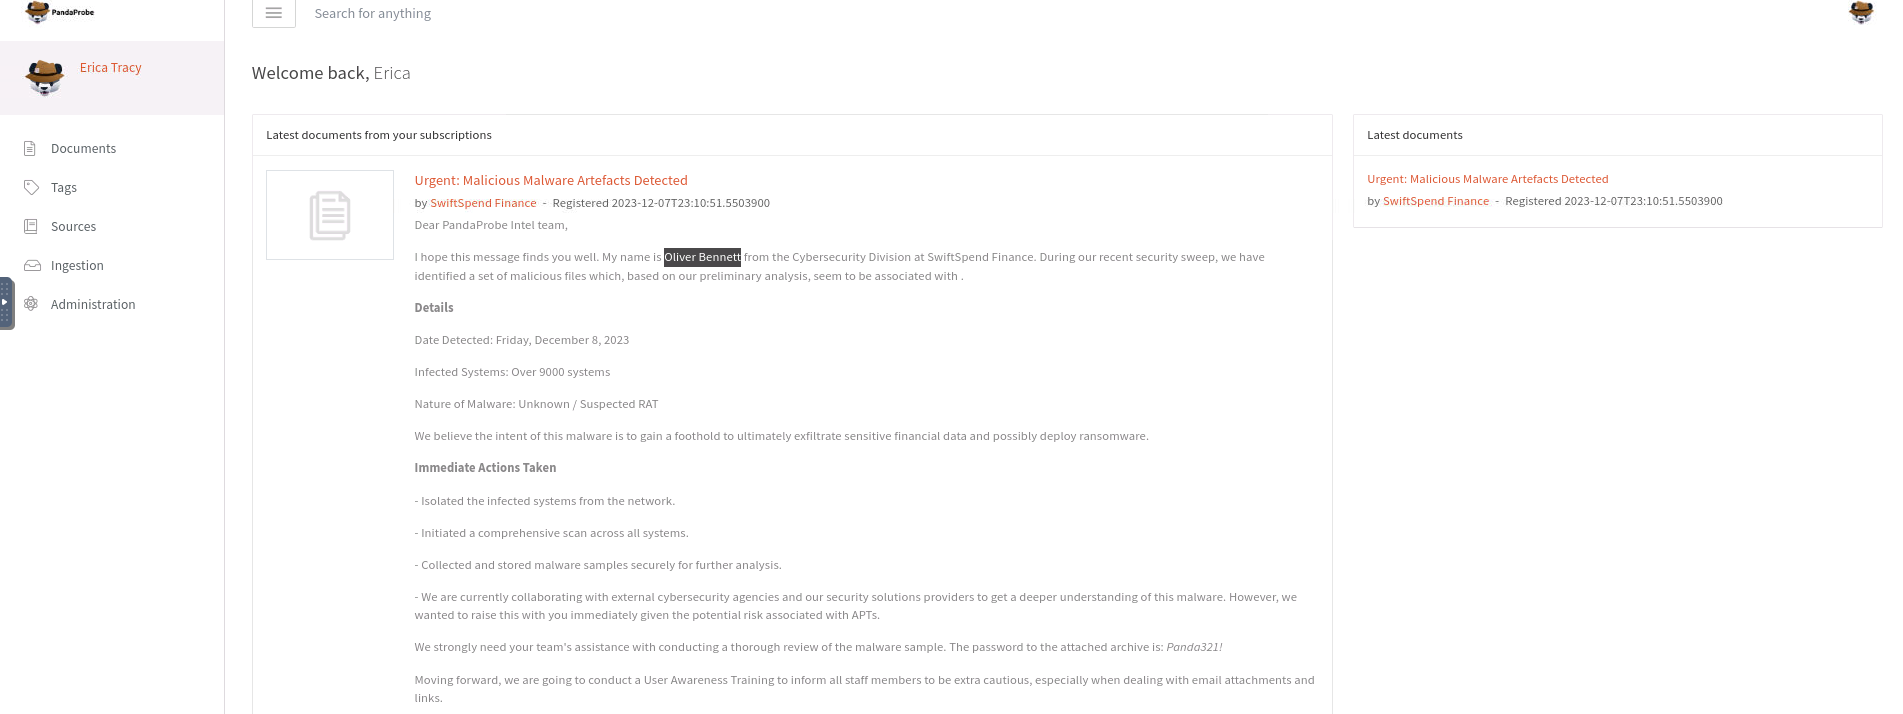 PandaProbe
Search for anything
Erica Tracy
Documents
Tags
Sources
Ingestion
Administration
Welcome back, Erica
Latest documents from your subscriptions
Urgent: Malicious Malware Artefacts Detected
by SwiftSpend Finance - Registered 2023-12-07T23:10:51.5503900
Dear PandaProbe Intel team,
I hope this message finds you well. My name is Oliver Bennett from the Cybersecurity Division at SwiftSpend Finance. During our recent security sweep, we have
identified a set of malicious files which, based on our preliminary analysis, seem to be associated with .
Details
Date Detected: Friday, December 8, 2023
Infected Systems: Over 9000 systems
Nature of Malware: Unknown / Suspected RAT
We believe the intent of this malware is to gain a foothold to ultimately exfiltrate sensitive financial data and possibly deploy ransomware.
Immediate Actions Taken
- Isolated the infected systems from the network.
- Initiated a comprehensive scan across all systems.
- Collected and stored malware samples securely for further analysis.
- We are currently collaborating with external cybersecurity agencies and our security solutions providers to get a deeper understanding of this malware. However, we
wanted to raise this with you immediately given the potential risk associated with APTs.
We strongly need your team's assistance with conducting a thorough review of the malware sample. The password to the attached archive is: Panda321!
Moving forward, we are going to conduct a User Awareness Training to inform all staff members to be extra cautious, especially when dealing with email attachments and
links.
Latest documents
Urgent: Malicious Malware Artefacts Detected
by SwiftSpend Finance - Registered 2023-12-07T23:10:51.5503900